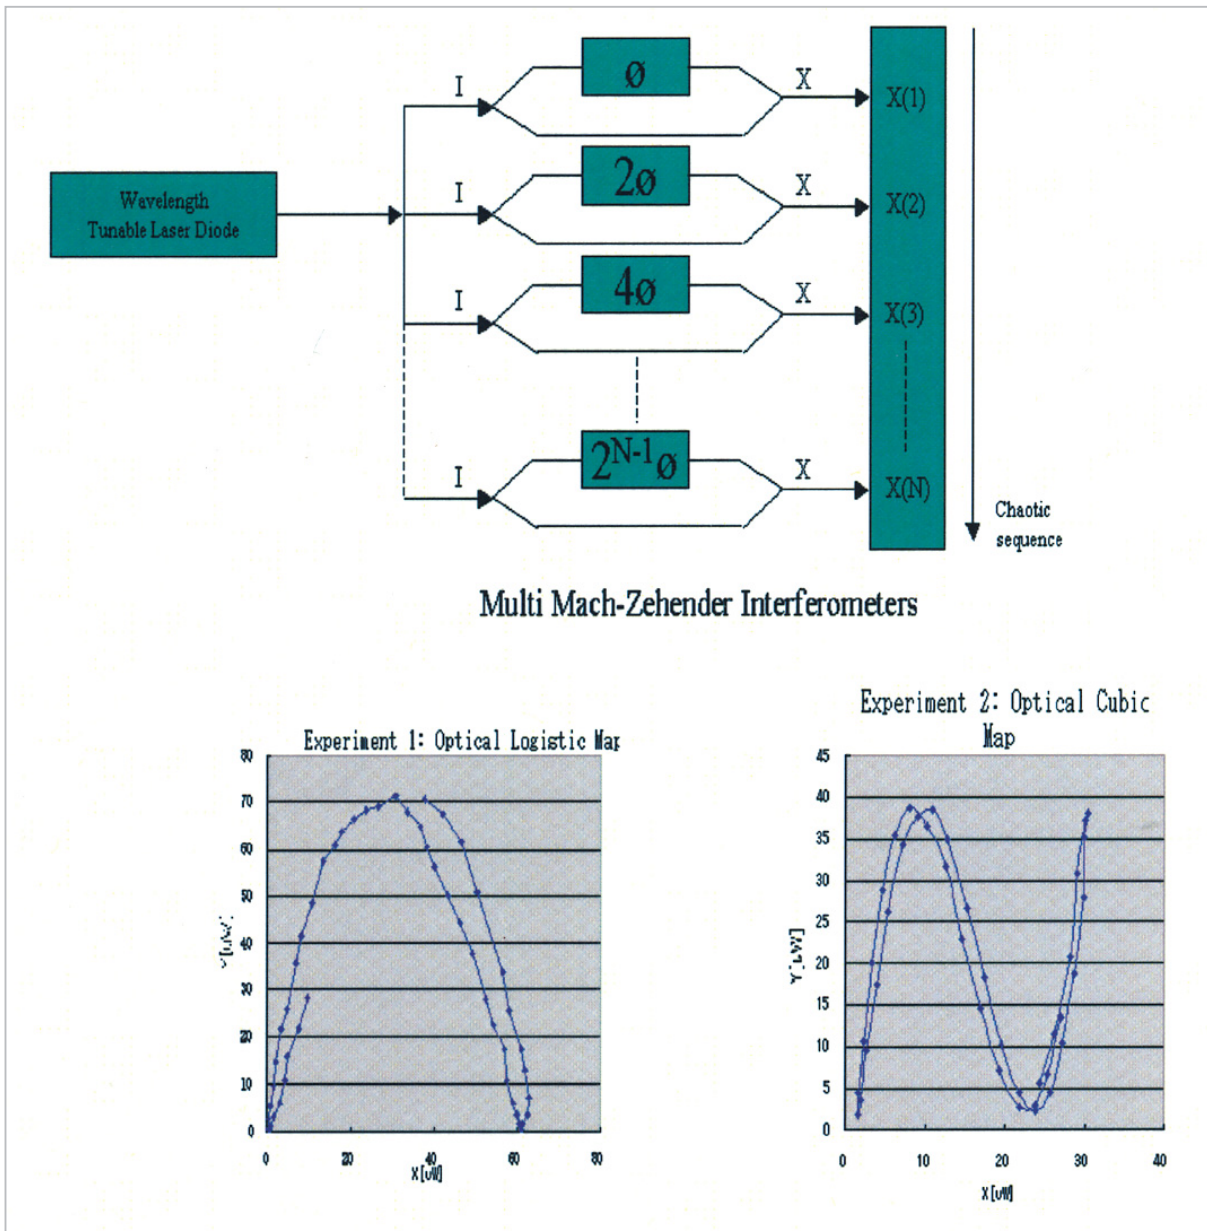 I
ø
X
X(1)
I
2ø
X
X(2)
Wavelength
Tunable Laser Diode
I
4ø
X
X(3)
I
2^N-1ø
X
X(N)
Chaotic
sequence
Multi Mach-Zehender Interferometers
Experiment 1: Optical Logistic Map
80
70
60
50
40
30
20
10
0
0 20 40 60 80
X[uW]
Experiment 2: Optical Cubic
Map
45
40
35
30
25
20
15
10
5
0
Y[uW]
0 10 20 30 40
X[uW]